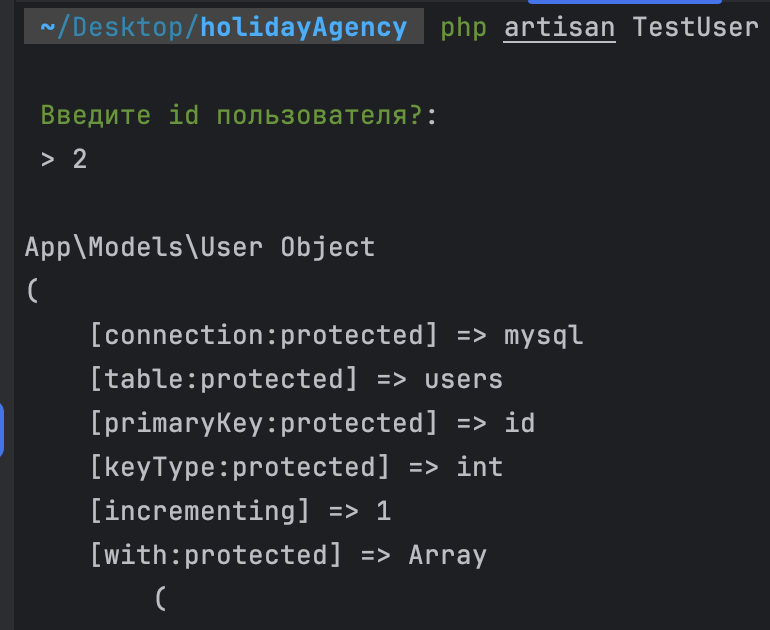 ~/Desktop/holidayAgency php artisan TestUser
Введите id пользователя?:
> 2
App\Models\User Object
(
[connection:protected] => mysql
[table:protected] => users
[primaryKey:protected] => id
[keyType:protected] => int
[incrementing] => 1
[with:protected] => Array
(